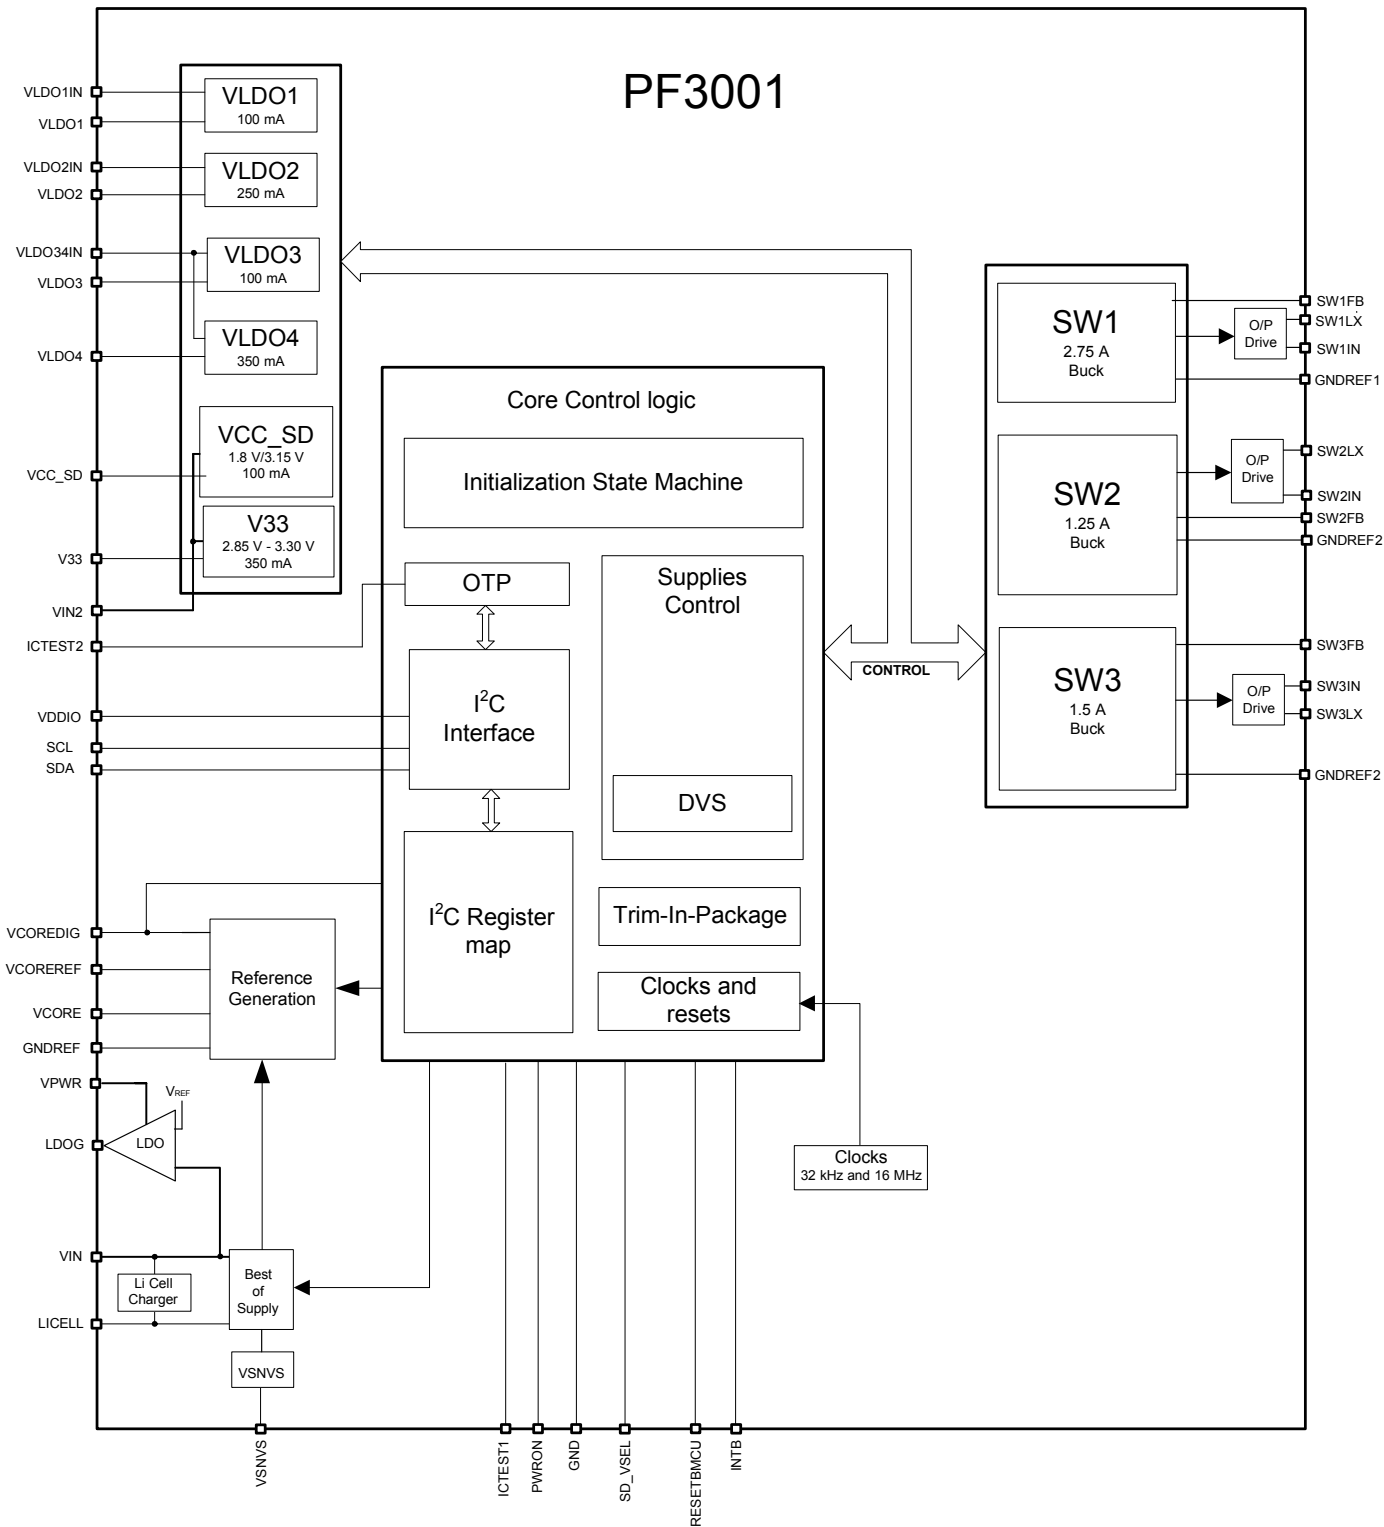 PF3001
VLDO1IN
VLDO1
VLDO2IN
VLDO2
VLDO34IN
VLDO3
VLDO4
VCC_SD
V33
VIN2
ICTEST2
VDDIO
SCL
SDA
VCOREDIG
VCOREREF
VCORE
GNDREF
VPWR
LDOG
VIN
LICELL
VLDO1
100 mA
VLDO2
250 mA
VLDO3
100 mA
VLDO4
350 mA
VCC_SD
1.8 V/3.15 V
100 mA
V33
2.85 V - 3.30 V
350 mA
Core Control logic
Initialization State Machine
OTP
I²C
Interface
I²C Register
map
Supplies
Control
DVS
Trim-In-Package
Clocks and
resets
CONTROL
SW1
2.75 A
Buck
SW2
1.25 A
Buck
SW3
1.5 A
Buck
O/P
Drive
O/P
Drive
O/P
Drive
SW1FB
SW1LX
SW1IN
GNDREF1
SW2LX
SW2IN
SW2FB
GNDREF2
SW3FB
SW3IN
SW3LX
GNDREF2
Reference
Generation
VREF
LDO
Li Cell
Charger
Best
of
Supply
VSNVS
Clocks
32 kHz and 16 MHz
VSNVS
ICTEST1
PWRON
GND
SD_VSEL
RESETBMCU
INTB